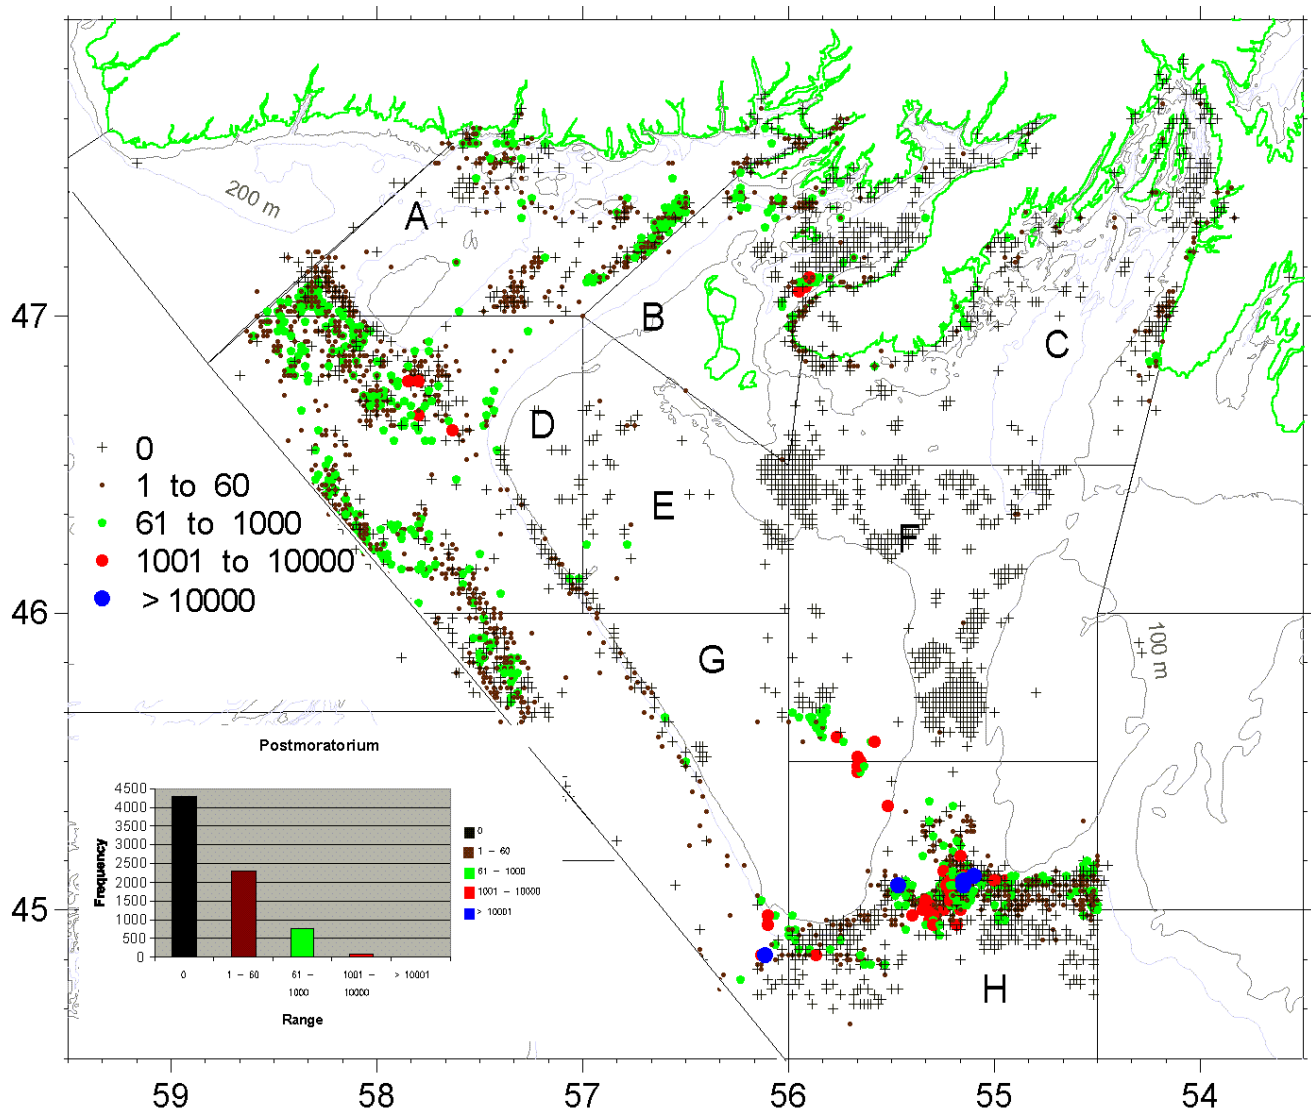 200 m
A
B
C
47
D
0
1 to 60
61 to 1000
1001 to 10000
> 10000
E
F
46
G
100 m
Postmoratorium
4500
4000
3500
3000
2500
2000
1500
1000
500
0
Frequency
0
1 - 60
61 -
1000
1001 -
10000
> 10001
Range
0
1 - 60
61 - 1000
1001 - 10000
> 10001
45
H
59 58 57 56 55 54